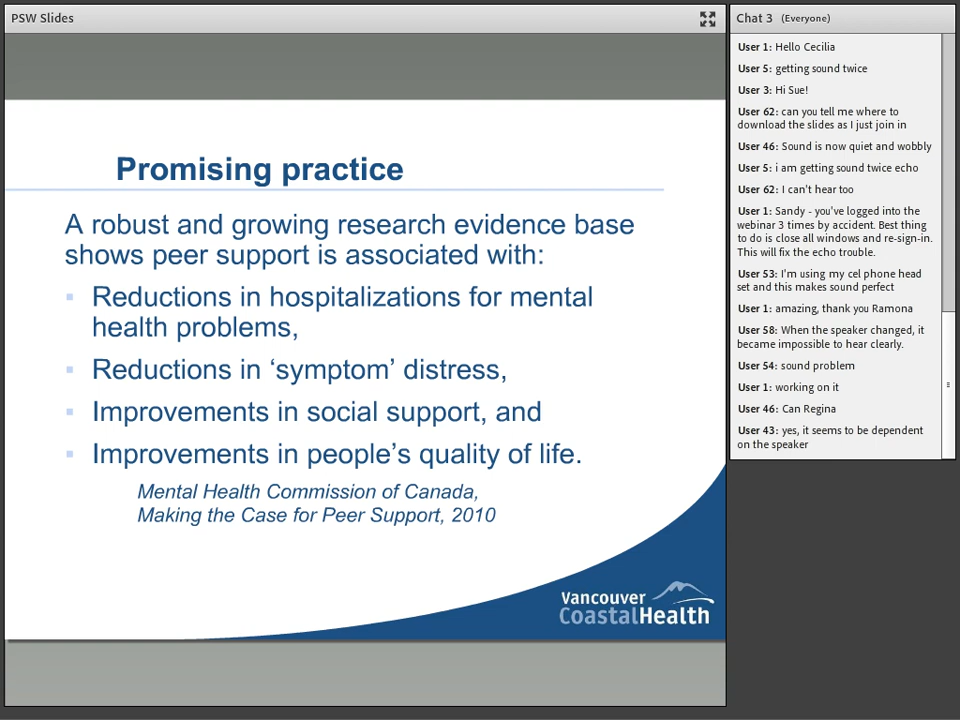 PSW Slides
Promising practice
A robust and growing research evidence base
shows peer support is associated with:
▪ Reductions in hospitalizations for mental
health problems,
▪ Reductions in ‘symptom’ distress,
▪ Improvements in social support, and
▪ Improvements in people’s quality of life.
Mental Health Commission of Canada,
Making the Case for Peer Support, 2010
Vancouver
CoastalHealth
Chat 3 (Everyone)
User 1: Hello Cecilia
User 5: getting sound twice
User 3: Hi Sue!
User 62: can you tell me where to
download the slides as I just join in
User 46: Sound is now quiet and wobbly
User 5: i am getting sound twice echo
User 62: I can't hear too
User 1: Sandy - you've logged into the
webinar 3 times by accident. Best thing
to do is close all windows and re-sign-in.
This will fix the echo trouble.
User 53: I'm using my cel phone head
set and this makes sound perfect
User 1: amazing, thank you Ramona
User 58: When the speaker changed, it
became impossible to hear clearly.
User 54: sound problem
User 1: working on it
User 46: Can Regina
User 43: yes, it seems to be dependent
on the speaker